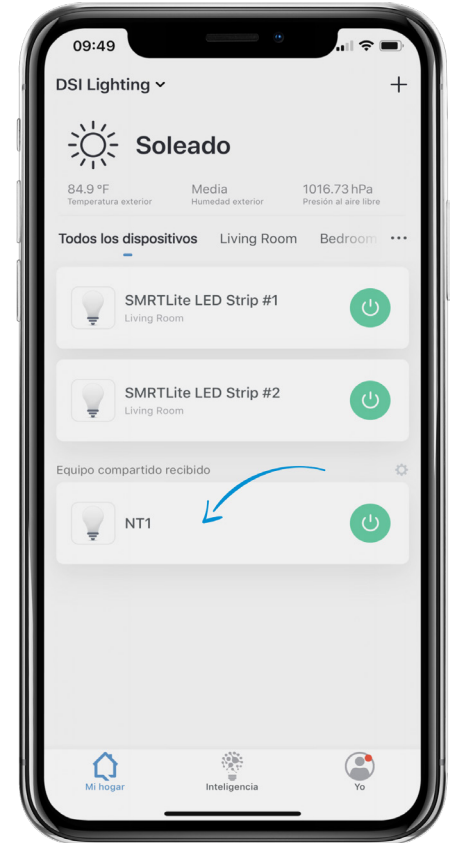 09:49
DSI Lighting
Soleado
84.9 °F Media 1016.73 hPa
Temperatura exterior Humedad exterior Presión al aire libre
Todos los dispositivos Living Room Bedroom ...
SMRTLite LED Strip #1
Living Room
SMRTLite LED Strip #2
Living Room
Equipo compartido recibido
NT1
Mi hogar Inteligencia Yo